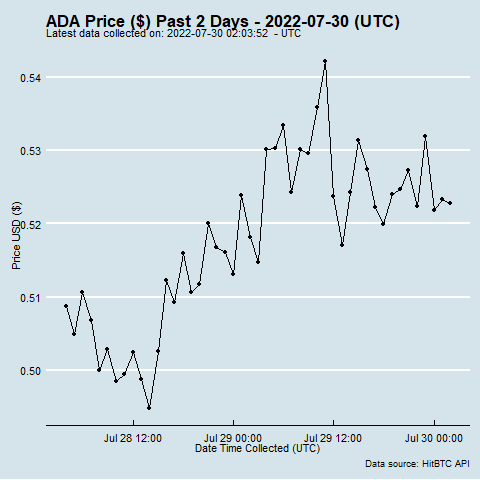 ADA Price ($) Past 2 Days - 2022-07-30 (UTC)
Latest data collected on: 2022-07-30 02:03:52 - UTC
0.54
0.53
0.52
0.51
0.50
Price USD ($)
Jul 28 12:00 Jul 29 00:00 Jul 29 12:00 Jul 30 00:00
Date Time Collected (UTC)
Data source: HitBTC API